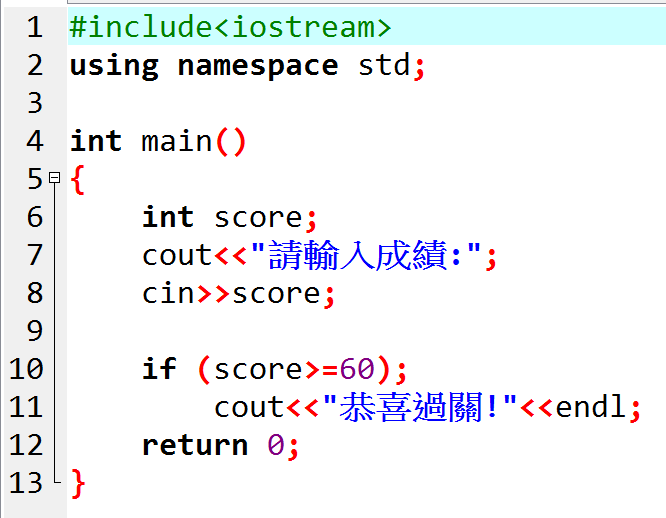 1 #include<iostream>
2 using namespace std;
3
4 int main()
5 {
6 int score;
7 cout<<"請輸入成績:";
8 cin>>score;
9
10 if (score>=60);
11 cout<<"恭喜過關!"<<endl;
12 return 0;
13 }